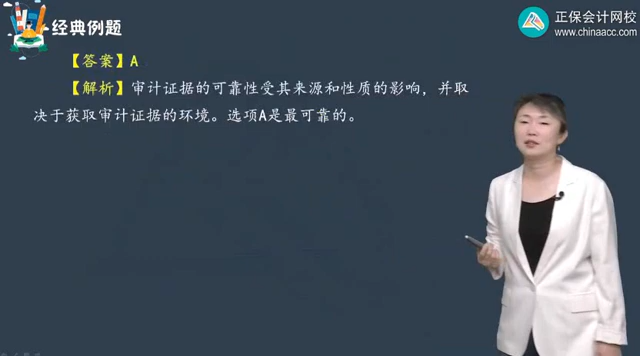 经典例题
正保会计网校
www.chinaacc.com
【答案】A
【解析】审计证据的可靠性受其来源和性质的影响，并取
决于获取审计证据的环境。选项A是最可靠的。